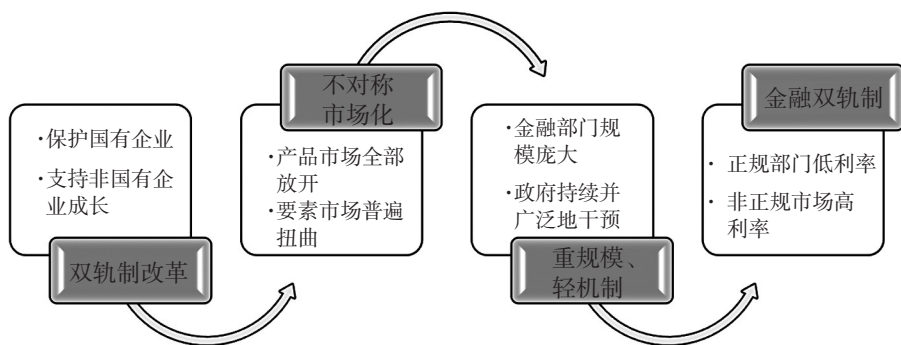 ·保护国有企业
·支持非国有企
业成长
双轨制改革
不对称
市场化
·产品市场全部
放开
·要素市场普遍
扭曲
·金融部门规
模庞大
·政府持续并
广泛地干预
重规模、
轻机制
金融双轨制
· 正规部门低利率
· 非正规市场高
利率